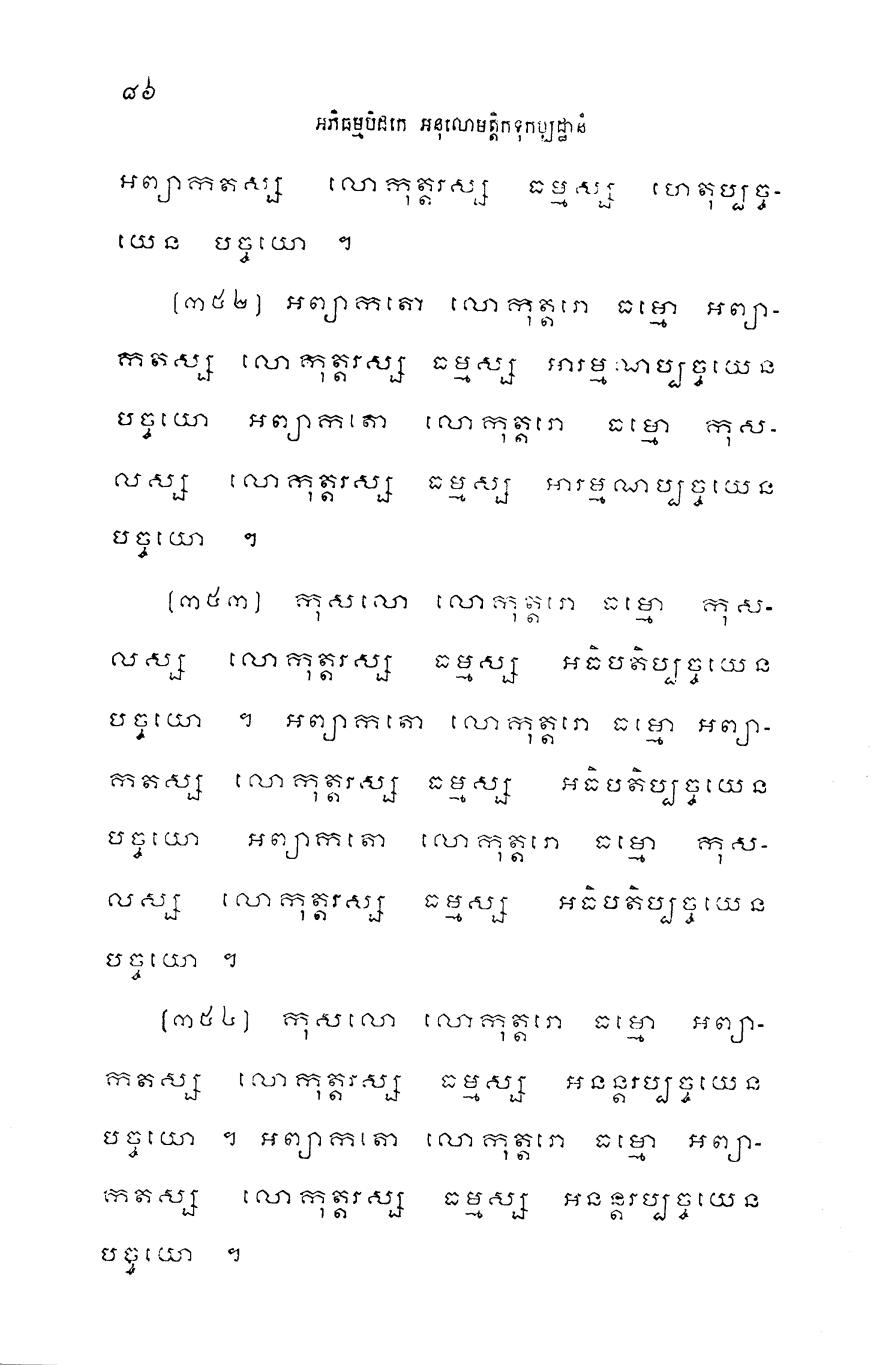 ៨៦
អភិធម្មបិដកេ អនុលោមត្តិកទុកប្បដ្ឋានំ
អព្យាកតស្ស លោកុត្តរស្ស ធម្មស្ស ហេតុប្បច្ច-
យេន បច្ចយោ ។
(៣៥២) អព្យាកតោ លោកុត្តរោ ធម្មោ អព្យា-
កតស្ស លោកុត្តរស្ស ធម្មស្ស អារម្មណប្បច្ចយេន
បច្ចយោ អព្យាកតោ លោកុត្តរោ ធម្មោ កុស-
លស្ស លោកុត្តរស្ស ធម្មស្ស អារម្មណប្បច្ចយេន
បច្ចយោ ។
(៣៥៣) កុសលោ លោកុត្តរោ ធម្មោ កុស-
លស្ស លោកុត្តរស្ស ធម្មស្ស អធិបតិប្បច្ចយេន
បច្ចយោ ។ អព្យាកតោ លោកុត្តរោ ធម្មោ អព្យា-
កតស្ស លោកុត្តរស្ស ធម្មស្ស អធិបតិប្បច្ចយេន
បច្ចយោ អព្យាកតោ លោកុត្តរោ ធម្មោ កុស-
លស្ស លោកុត្តរស្ស ធម្មស្ស អធិបតិប្បច្ចយេន
បច្ចយោ ។
(៣៥៤) កុសលោ លោកុត្តរោ ធម្មោ អព្យា-
កតស្ស លោកុត្តរស្ស ធម្មស្ស អនន្តរប្បច្ចយេន
បច្ចយោ ។ អព្យាកតោ លោកុត្តរោ ធម្មោ អព្យា-
កតស្ស លោកុត្តរស្ស ធម្មស្ស អនន្តរប្បច្ចយេន
បច្ចយោ ។